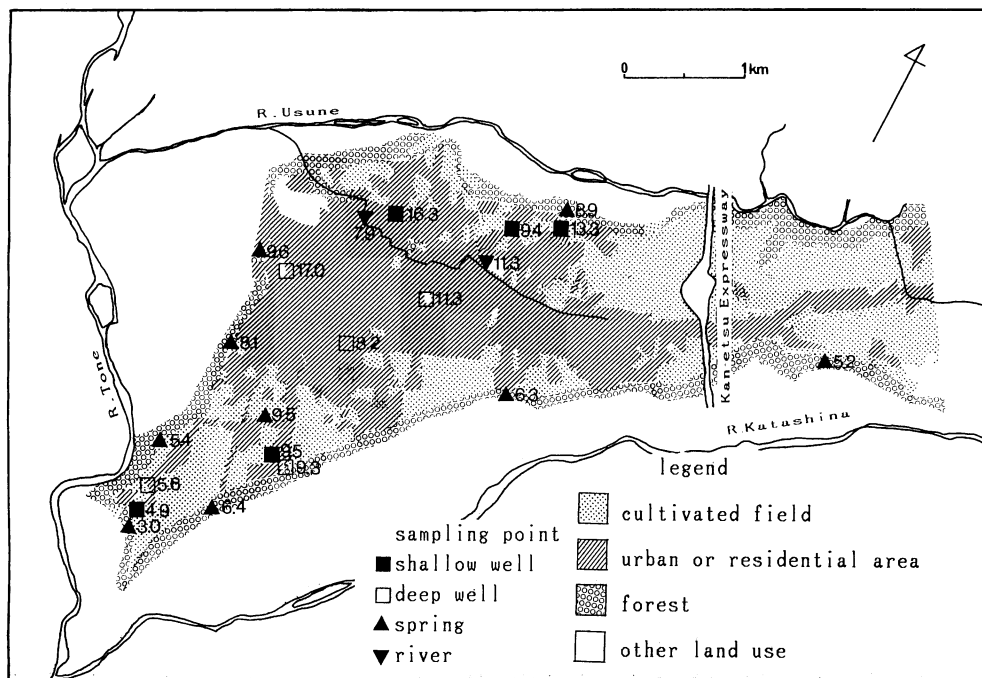 0 1km
R. Usune
16.3
8.9
7.9
9.4
13.3
9.6
17.0
11.3
11.3
8.1
8.2
6.3
5.2
9.5
5.4
9.5
9.3
5.6
4.9
3.0
6.4
R. Tone
Kan-etsu Expressway
R. Katashina
legend
cultivated field
urban or residential area
forest
other land use
sampling point
shallow well
deep well
spring
river